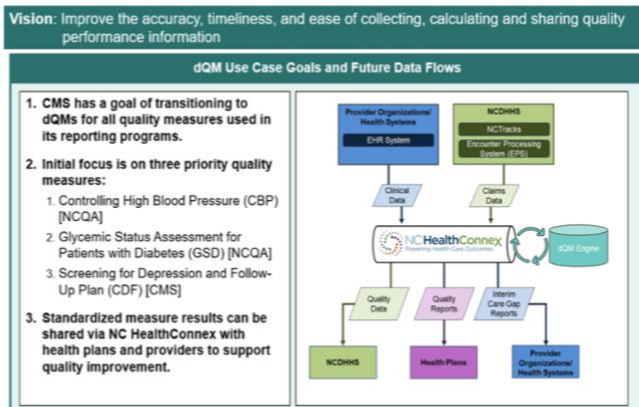 Vision: Improve the accuracy, timeliness, and ease of collecting, calculating and sharing quality
performance information
dQM Use Case Goals and Future Data Flows
1. CMS has a goal of transitioning to
dQMs for all quality measures used in
its reporting programs.
2. Initial focus is on three priority quality
measures:
1. Controlling High Blood Pressure (CBP)
[NCQA]
2. Glycemic Status Assessment for
Patients with Diabetes (GSD) [NCQA]
3. Screening for Depression and Follow-
Up Plan (CDF) [CMS]
3. Standardized measure results can be
shared via NC HealthConnex with
health plans and providers to support
quality improvement.
Provider Organizations/
Health Systems
EHR System
NCDHHS
NCTracks
Encounter Processing
System (EPS)
Clinical
Data
Claims
Data
NCHealthConnex
Powering Health Care Outcomes
dQM Engine
Quality
Data
Quality
Reports
Interim
Care Gap
Reports
NCDHHS
Health Plans
Provider
Organizations/
Health Systems